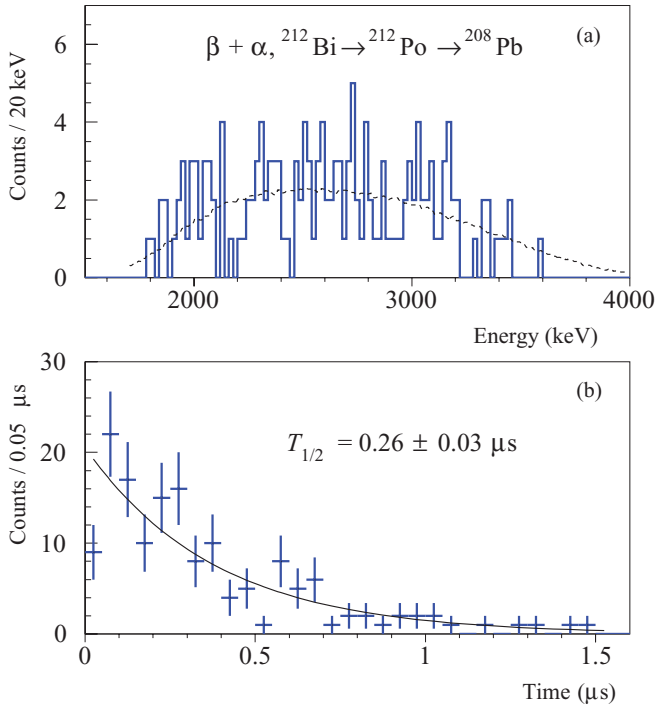 6
4
2
0
Counts / 20 keV
(a)
β + α, ²¹²Bi→²¹²Po →²⁰⁸Pb
2000
3000
4000
Energy (keV)
30
20
10
0
Counts / 0.05 μs
(b)
T1/2 = 0.26 ± 0.03 μs
0
0.5
1
1.5
Time (μs)